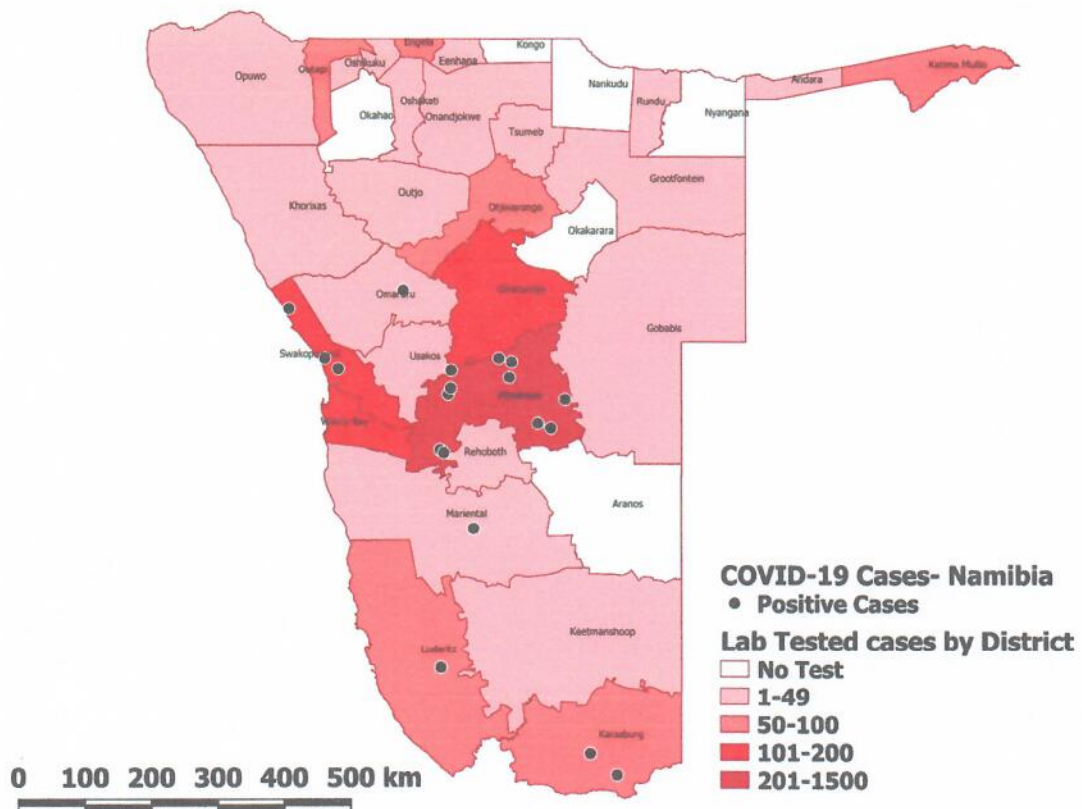 Kongo
Opuwo
Oshikuku
Eenhana
Engela
Outapi
Nankudu
Andara
Katima Mulilo
Okahao
Oshakati
Onandjokwe
Rundu
Nyangana
Tsumeb
Grootfontein
Khorixas
Outjo
Otjiwarongo
Okakarara
Omaruru
Okahandja
Gobabis
Swakopmund
Usakos
Windhoek
Walvis Bay
Rehoboth
Aranos
Mariental
Keetmanshoop
Luderitz
Karasburg
COVID-19 Cases- Namibia
Positive Cases
Lab Tested cases by District
No Test
1-49
50-100
101-200
201-1500
0 100 200 300 400 500 km